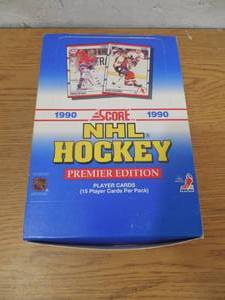 1990 SCORE 1990
NHL
HOCKEY
PREMIER EDITION
PLAYER CARDS
(15 Player Cards Per Pack)